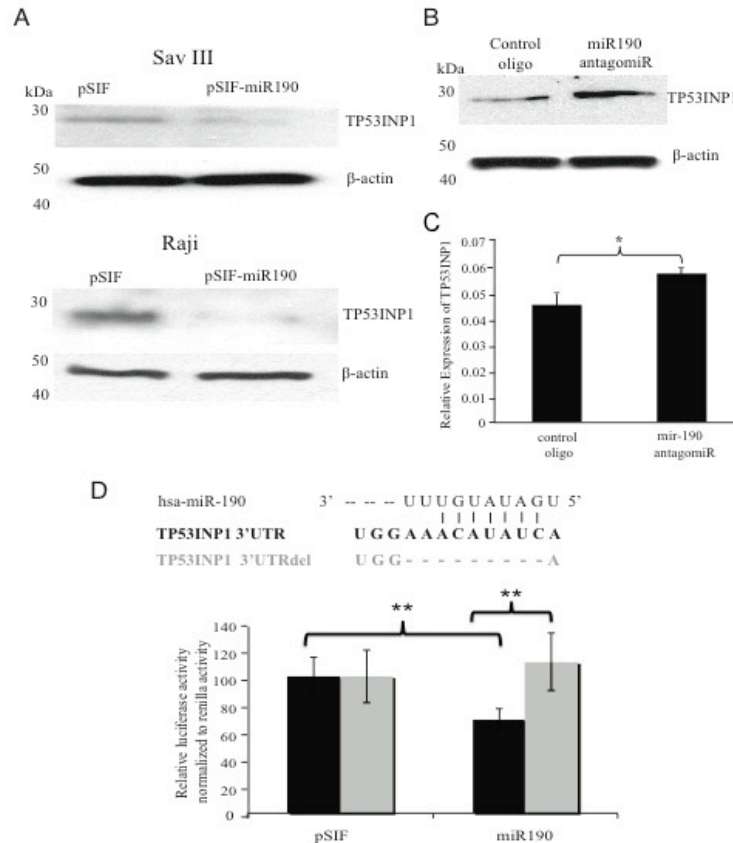 A
Sav III
kDa
pSIF pSIF-miR190
30
TP53INP1
50
β-actin
40
Raji
pSIF pSIF-miR190
30
TP53INP1
50
β-actin
40
B
Control oligo
miR190 antagomiR
kDa
30
TP53INP1
50
β-actin
40
C
Relative Expression of TP53INP1
0.07
0.06
0.05
0.04
0.03
0.02
0.01
0
*
control oligo
mir-190 antagomiR
D
hsa-miR-190 3' -- -- -- U U U G U A U A G U 5'
TP53INP1 3'UTR U G G A A A C A U A U C A
TP53INP1 3'UTRdel U G G - - - - - - - - - A
Relative luciferase activity
normalized to renilla activity
140
120
100
80
60
40
20
0
**
**
pSIF
miR190